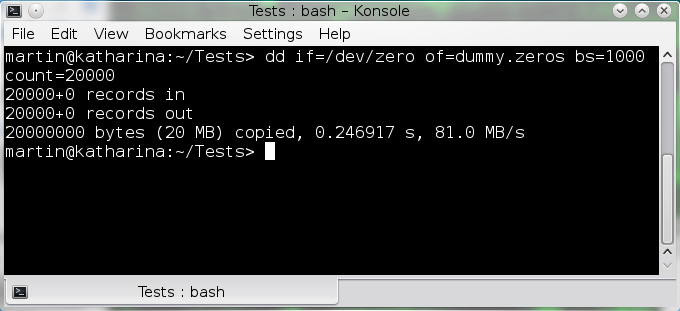 Tests : bash – Konsole
File Edit View Bookmarks Settings Help
martin@katharina:~/Tests> dd if=/dev/zero of=dummy.zeros bs=1000
count=20000
20000+0 records in
20000+0 records out
20000000 bytes (20 MB) copied, 0.246917 s, 81.0 MB/s
martin@katharina:~/Tests>
Tests : bash